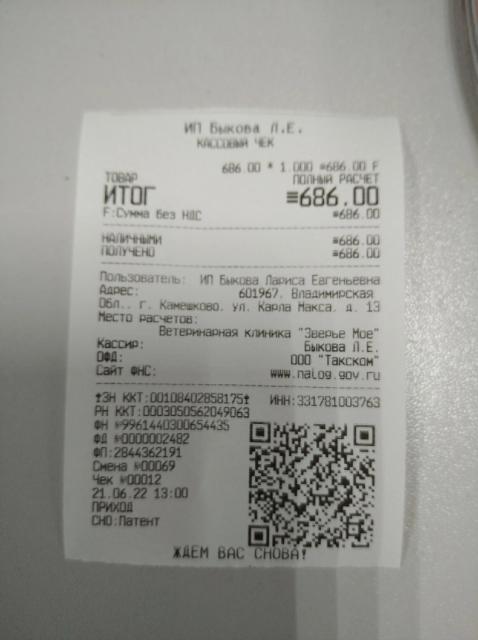 ИП Быкова Л.Е.
КАССОВЫЙ ЧЕК
686.00 * 1.000 =686.00 F
ТОВАР ПОЛНЫЙ РАСЧЕТ
ИТОГ =686.00
F:Сумма без НДС =686.00
НАЛИЧНЫМИ =686.00
ПОЛУЧЕНО =686.00
Пользователь: ИП Быкова Лариса Евгеньевна
Адрес: 601967, Владимирская
Обл., г. Камешково, ул. Карла Макса, д. 13
Место расчетов:
Ветеринарная клиника "Зверье Мое"
Кассир: Быкова Л.Е.
ОФД: ООО "Такском"
Сайт ФНС: www.nalog.gov.ru
ЗН ККТ:00108402858175 ИНН:331781003763
РН ККТ:0003050562049063
ФН №9961440300654435
ФД №0000002482
ФП:2844362191
Смена №00069
Чек №00012
21.06.22 13:00
ПРИХОД
СНО:Патент
ЖДЕМ ВАС СНОВА!